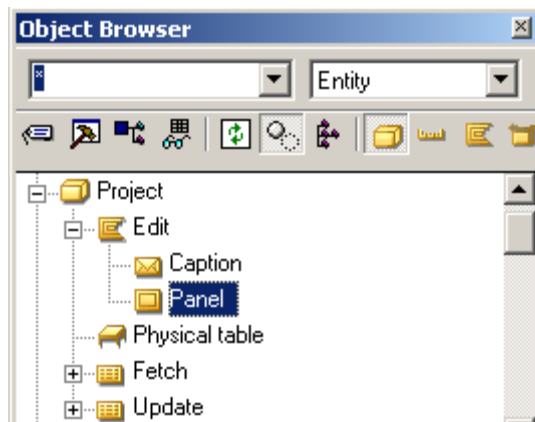 Object Browser
* Entity
Project
Edit
Caption
Panel
Physical table
Fetch
Update